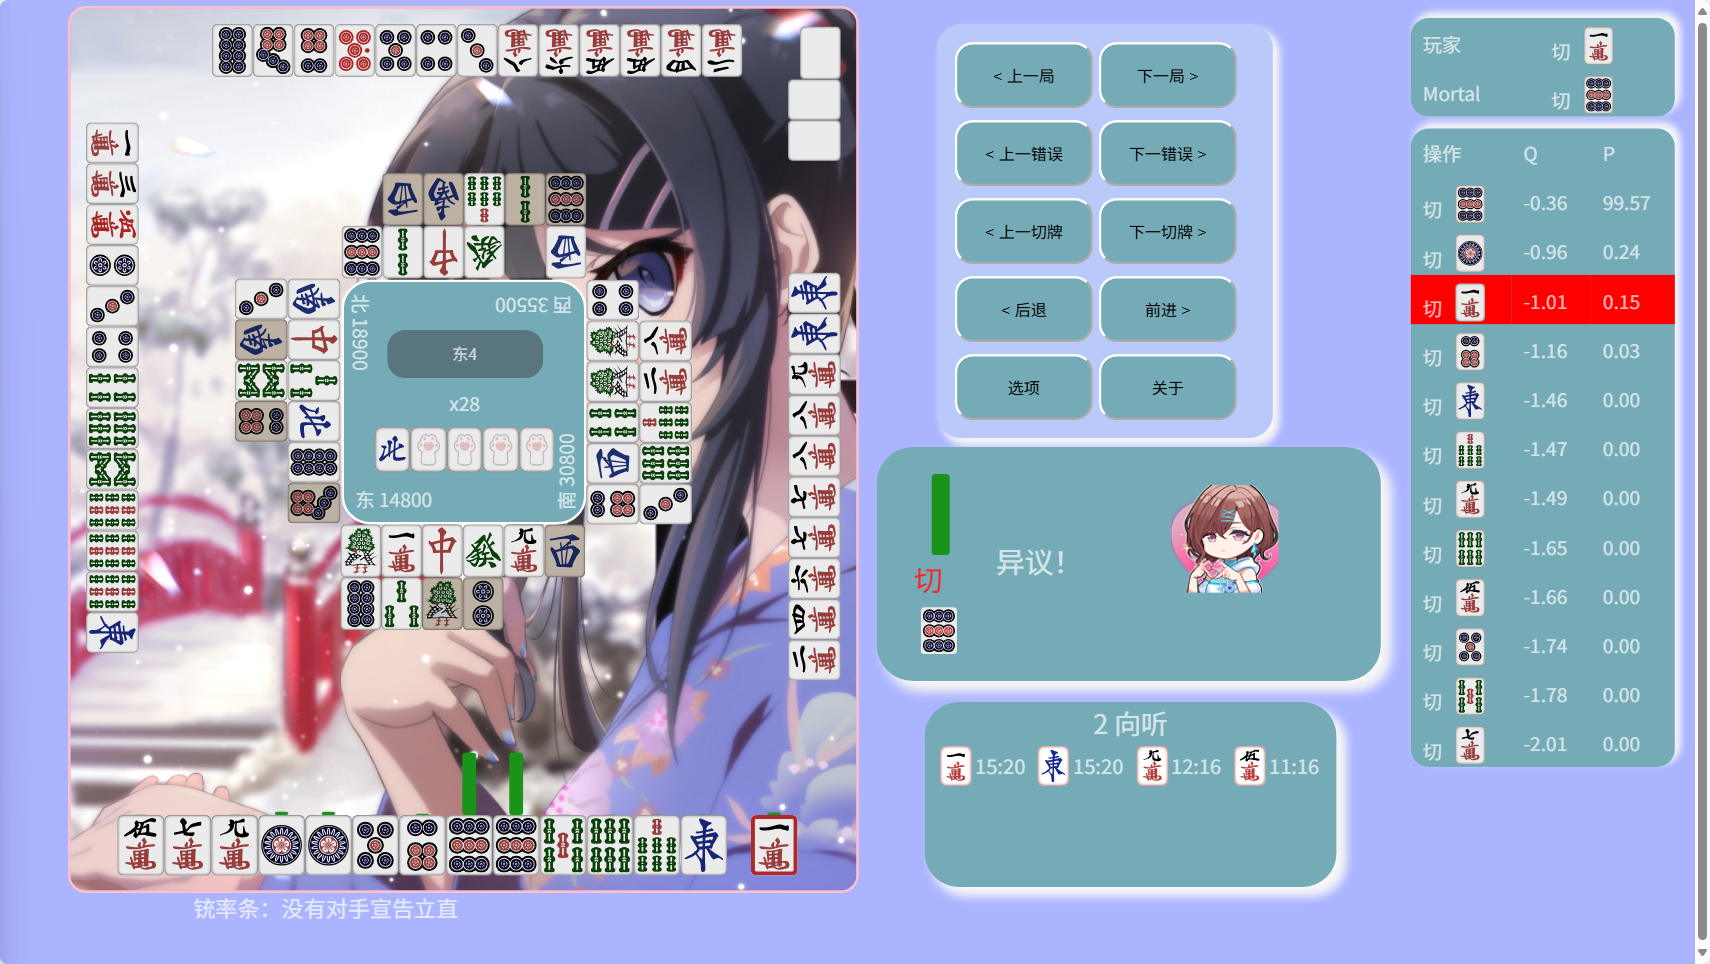 北 18900
西 35500
东4
x28
南 30800
东 14800
铳率条：没有对手宣告立直
< 上一局
下一局 >
< 上一错误
下一错误 >
< 上一切牌
下一切牌 >
< 后退
前进 >
选项
关于
切
异议！
2 向听
15:20
15:20
12:16
11:16
玩家 切
Mortal 切
操作 Q P
切 -0.36 99.57
切 -0.96 0.24
切 -1.01 0.15
切 -1.16 0.03
切 -1.46 0.00
切 -1.47 0.00
切 -1.49 0.00
切 -1.65 0.00
切 -1.66 0.00
切 -1.74 0.00
切 -1.78 0.00
切 -2.01 0.00